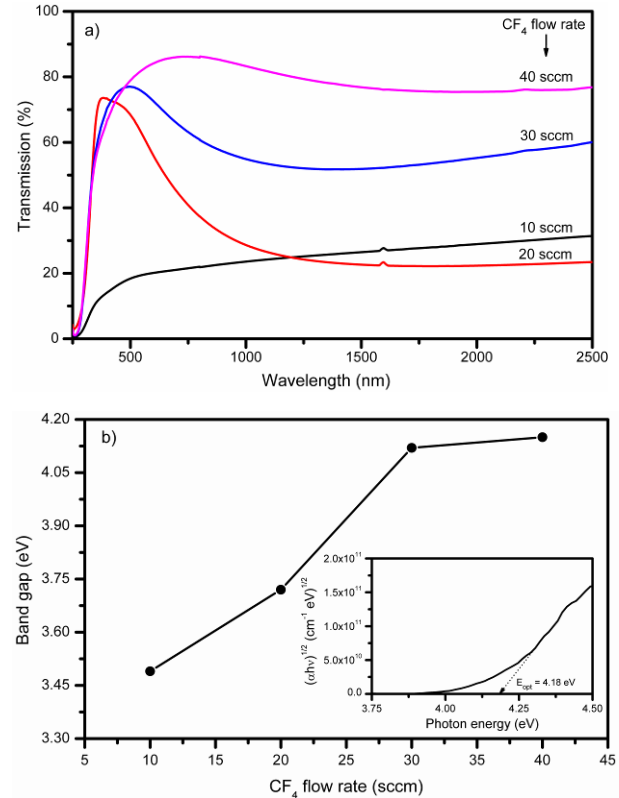 a)
CF4 flow rate
100
80
60
40
20
0
Transmission (%)
40 sccm
30 sccm
10 sccm
20 sccm
500 1000 1500 2000 2500
Wavelength (nm)
b)
4.20
4.05
3.90
3.75
3.60
3.45
3.30
Band gap (eV)
2.0x10^11
1.5x10^11
1.0x10^11
5.0x10^10
0.0
(αhν)^1/2 (cm^-1 eV)^1/2
E_opt = 4.18 eV
3.75 4.00 4.25 4.50
Photon energy (eV)
5 10 15 20 25 30 35 40 45
CF4 flow rate (sccm)